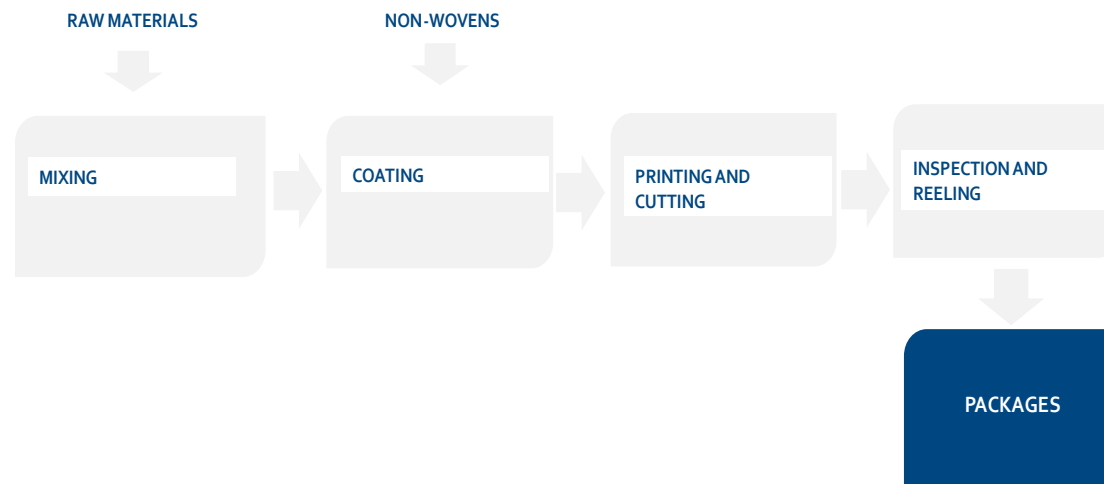 RAW MATERIALS
NON-WOVENS
MIXING
COATING
PRINTING AND
CUTTING
INSPECTION AND
REELING
PACKAGES